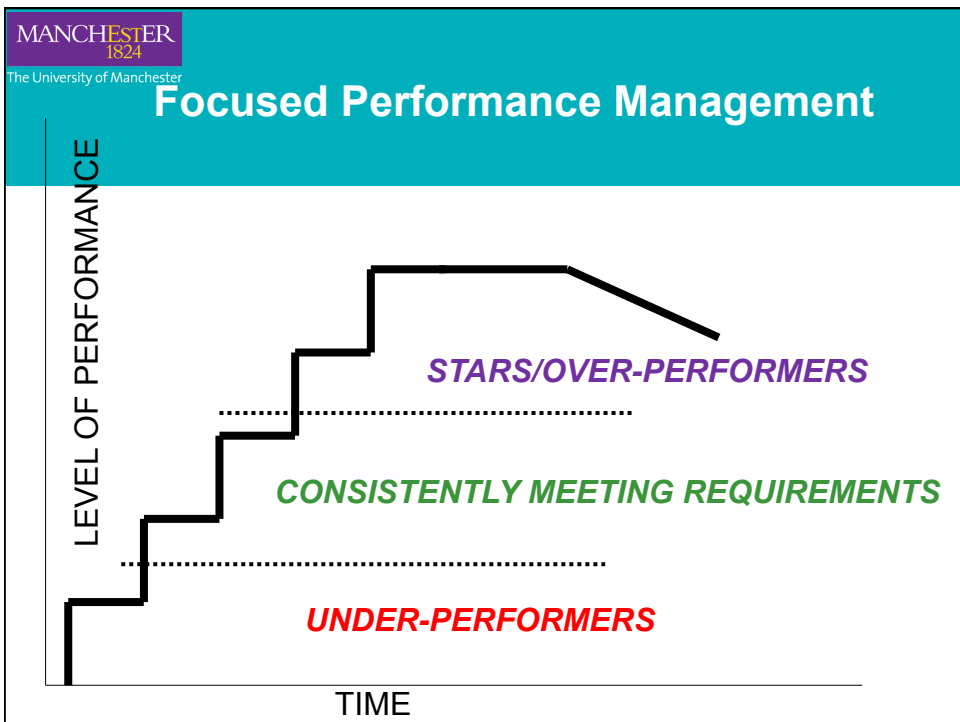 MANCHESTER
1824
The University of Manchester
Focused Performance Management
LEVEL OF PERFORMANCE
STARS/OVER-PERFORMERS
CONSISTENTLY MEETING REQUIREMENTS
UNDER-PERFORMERS
TIME